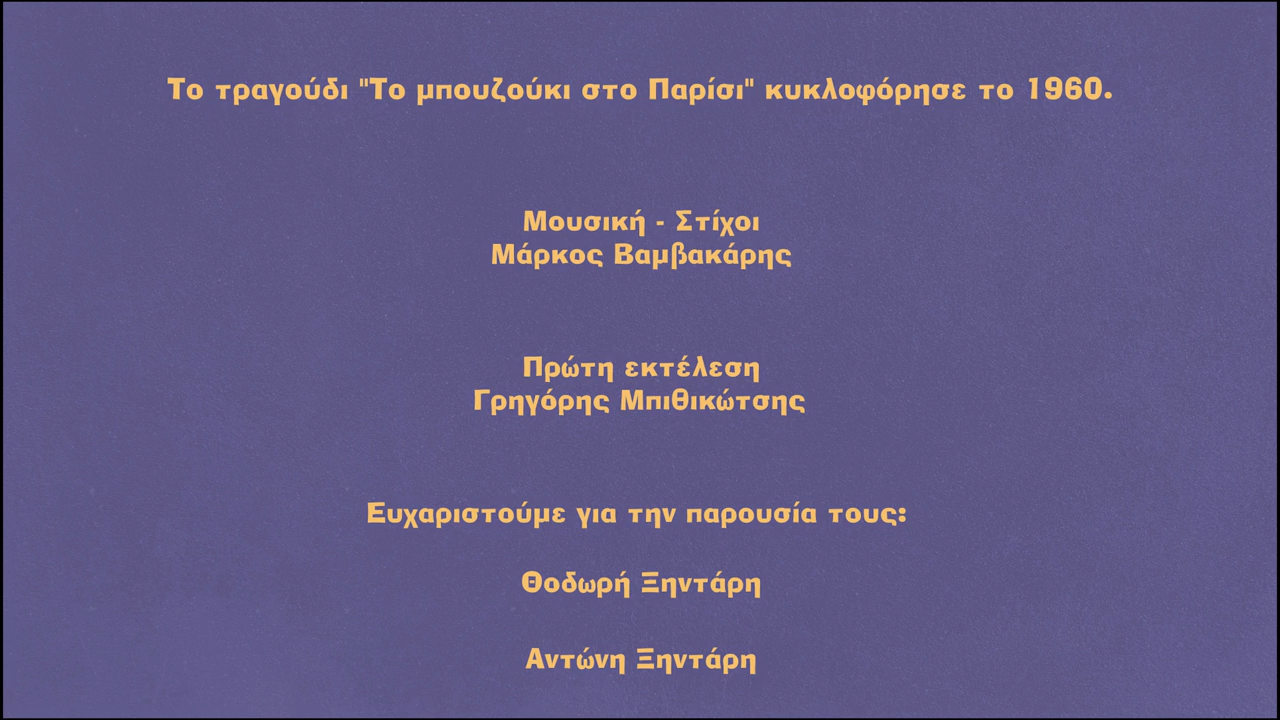 Το τραγούδι "Το μπουζούκι στο Παρίσι" κυκλοφόρησε το 1960.
Μουσική - Στίχοι
Μάρκος Βαμβακάρης
Πρώτη εκτέλεση
Γρηγόρης Μπιθικώτσης
Ευχαριστούμε για την παρουσία τους:
Θοδωρή Ξηντάρη
Αντώνη Ξηντάρη